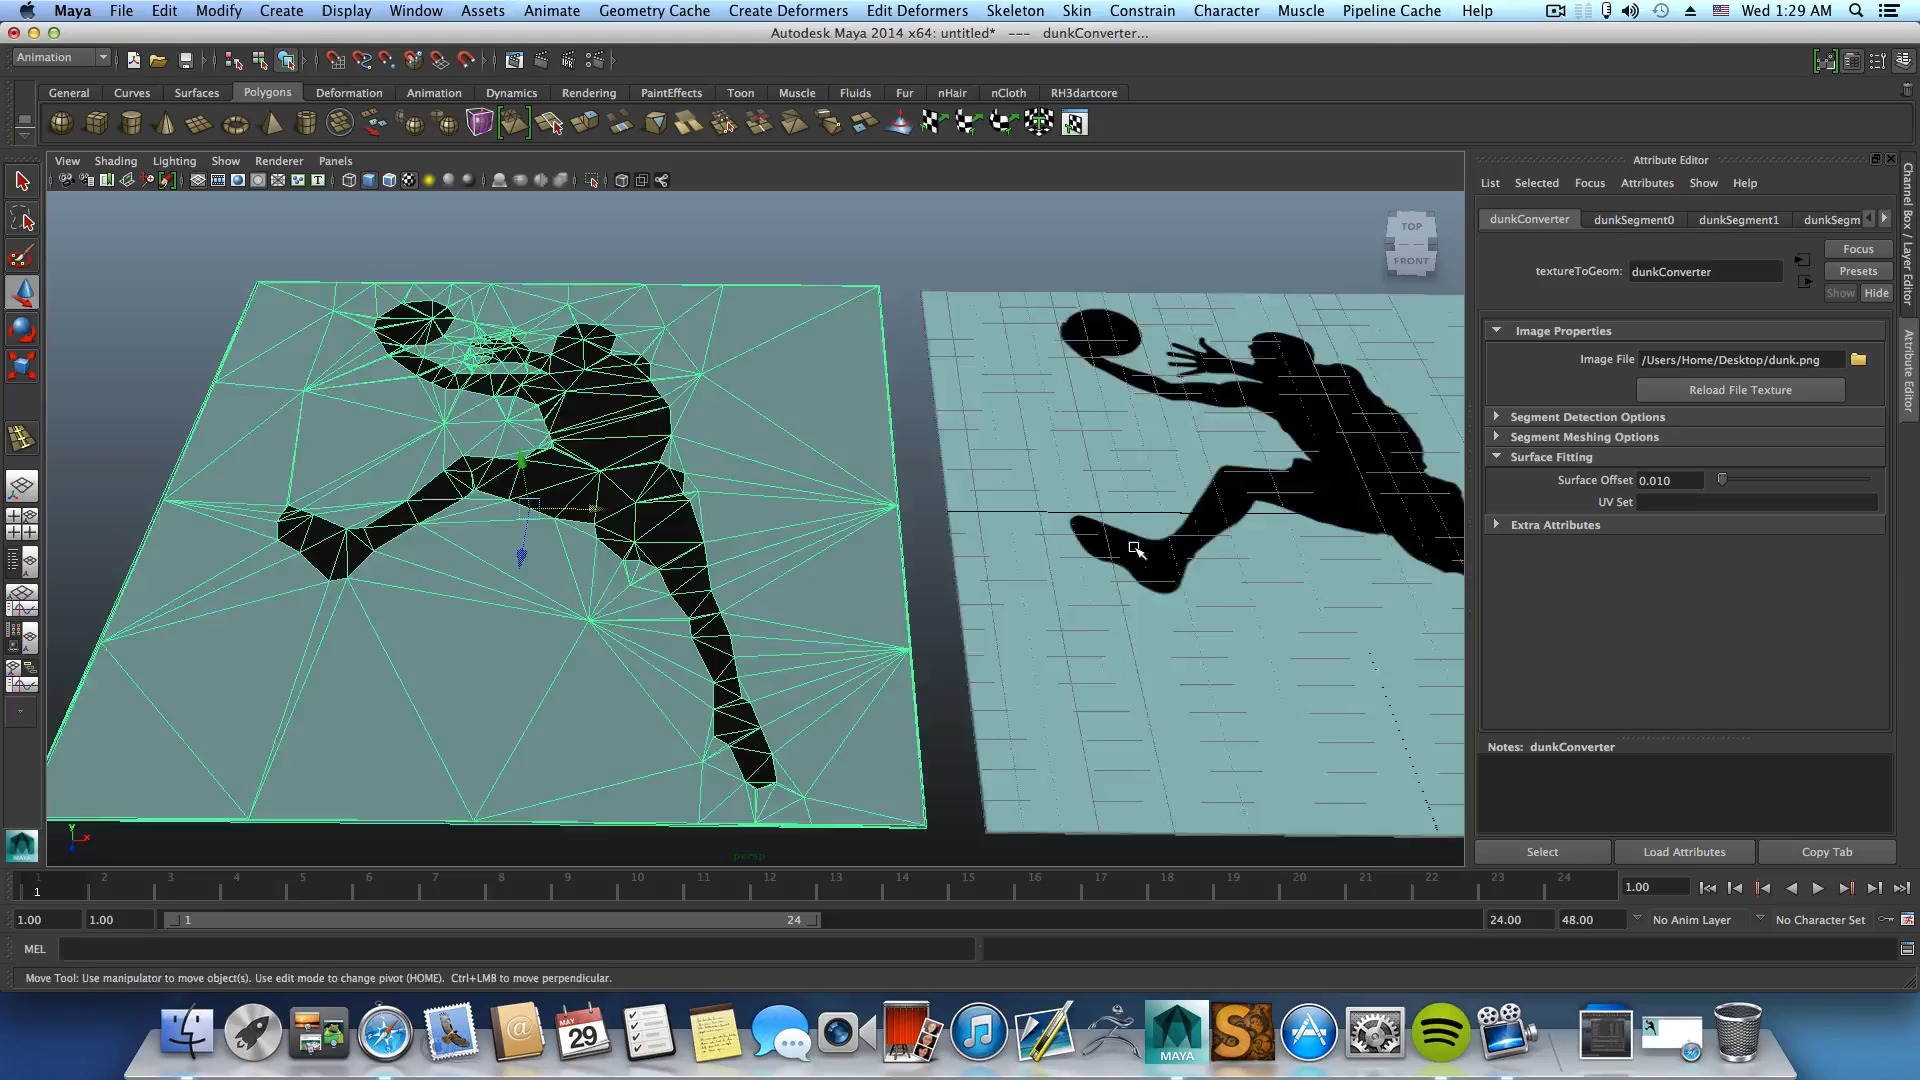 Maya File Edit Modify Create Display Window Assets Animate Geometry Cache Create Deformers Edit Deformers Skeleton Skin Constrain Character Muscle Pipeline Cache Help Wed 1:29 AM
Autodesk Maya 2014 x64: untitled* --- dunkConverter...
Animation
General Curves Surfaces Polygons Deformation Animation Dynamics Rendering PaintEffects Toon Muscle Fluids Fur nHair nCloth RH3dartcore
View Shading Lighting Show Renderer Panels
TOP
FRONT
persp
y
x
Attribute Editor
List Selected Focus Attributes Show Help
dunkConverter dunkSegment0 dunkSegment1 dunkSegm
Focus
textureToGeom: dunkConverter
Presets
Show Hide
Image Properties
Image File /Users/Home/Desktop/dunk.png
Reload File Texture
Segment Detection Options
Segment Meshing Options
Surface Fitting
Surface Offset 0.010
UV Set
Extra Attributes
Notes: dunkConverter
Select Load Attributes Copy Tab
Channel Box / Layer Editor
Attribute Editor
1 2 3 4 5 6 7 8 9 10 11 12 13 14 15 16 17 18 19 20 21 22 23 24
1
1.00
1.00 1.00 1 24 24.00 48.00 No Anim Layer No Character Set
MEL
Move Tool: Use manipulator to move object(s). Use edit mode to change pivot (HOME). Ctrl+LMB to move perpendicular.
MAY
29
MAYA